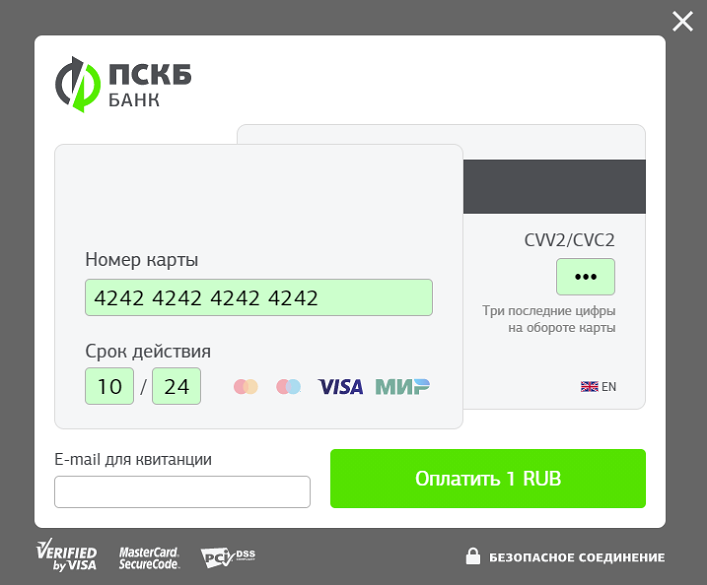 ПСКБ
БАНК
Номер карты
4242 4242 4242 4242
Срок действия
10 / 24
VISA
МИР
CVV2/CVC2
•••
Три последние цифры
на обороте карты
EN
E-mail для квитанции
Оплатить 1 RUB
VERIFIED
by VISA
MasterCard.
SecureCode.
PCI DSS
БЕЗОПАСНОЕ СОЕДИНЕНИЕ